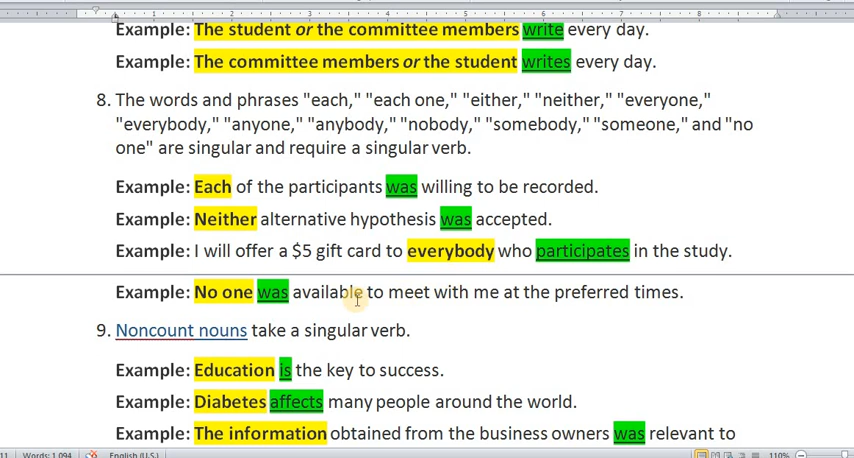 Example: The student or the committee members write every day.
Example: The committee members or the student writes every day.
8. The words and phrases "each," "each one," "either," "neither," "everyone,"
"everybody," "anyone," "anybody," "nobody," "somebody," "someone," and "no
one" are singular and require a singular verb.
Example: Each of the participants was willing to be recorded.
Example: Neither alternative hypothesis was accepted.
Example: I will offer a $5 gift card to everybody who participates in the study.
Example: No one was available to meet with me at the preferred times.
9. Noncount nouns take a singular verb.
Example: Education is the key to success.
Example: Diabetes affects many people around the world.
Example: The information obtained from the business owners was relevant to
Words: 1,094 English (U.S.) 110%